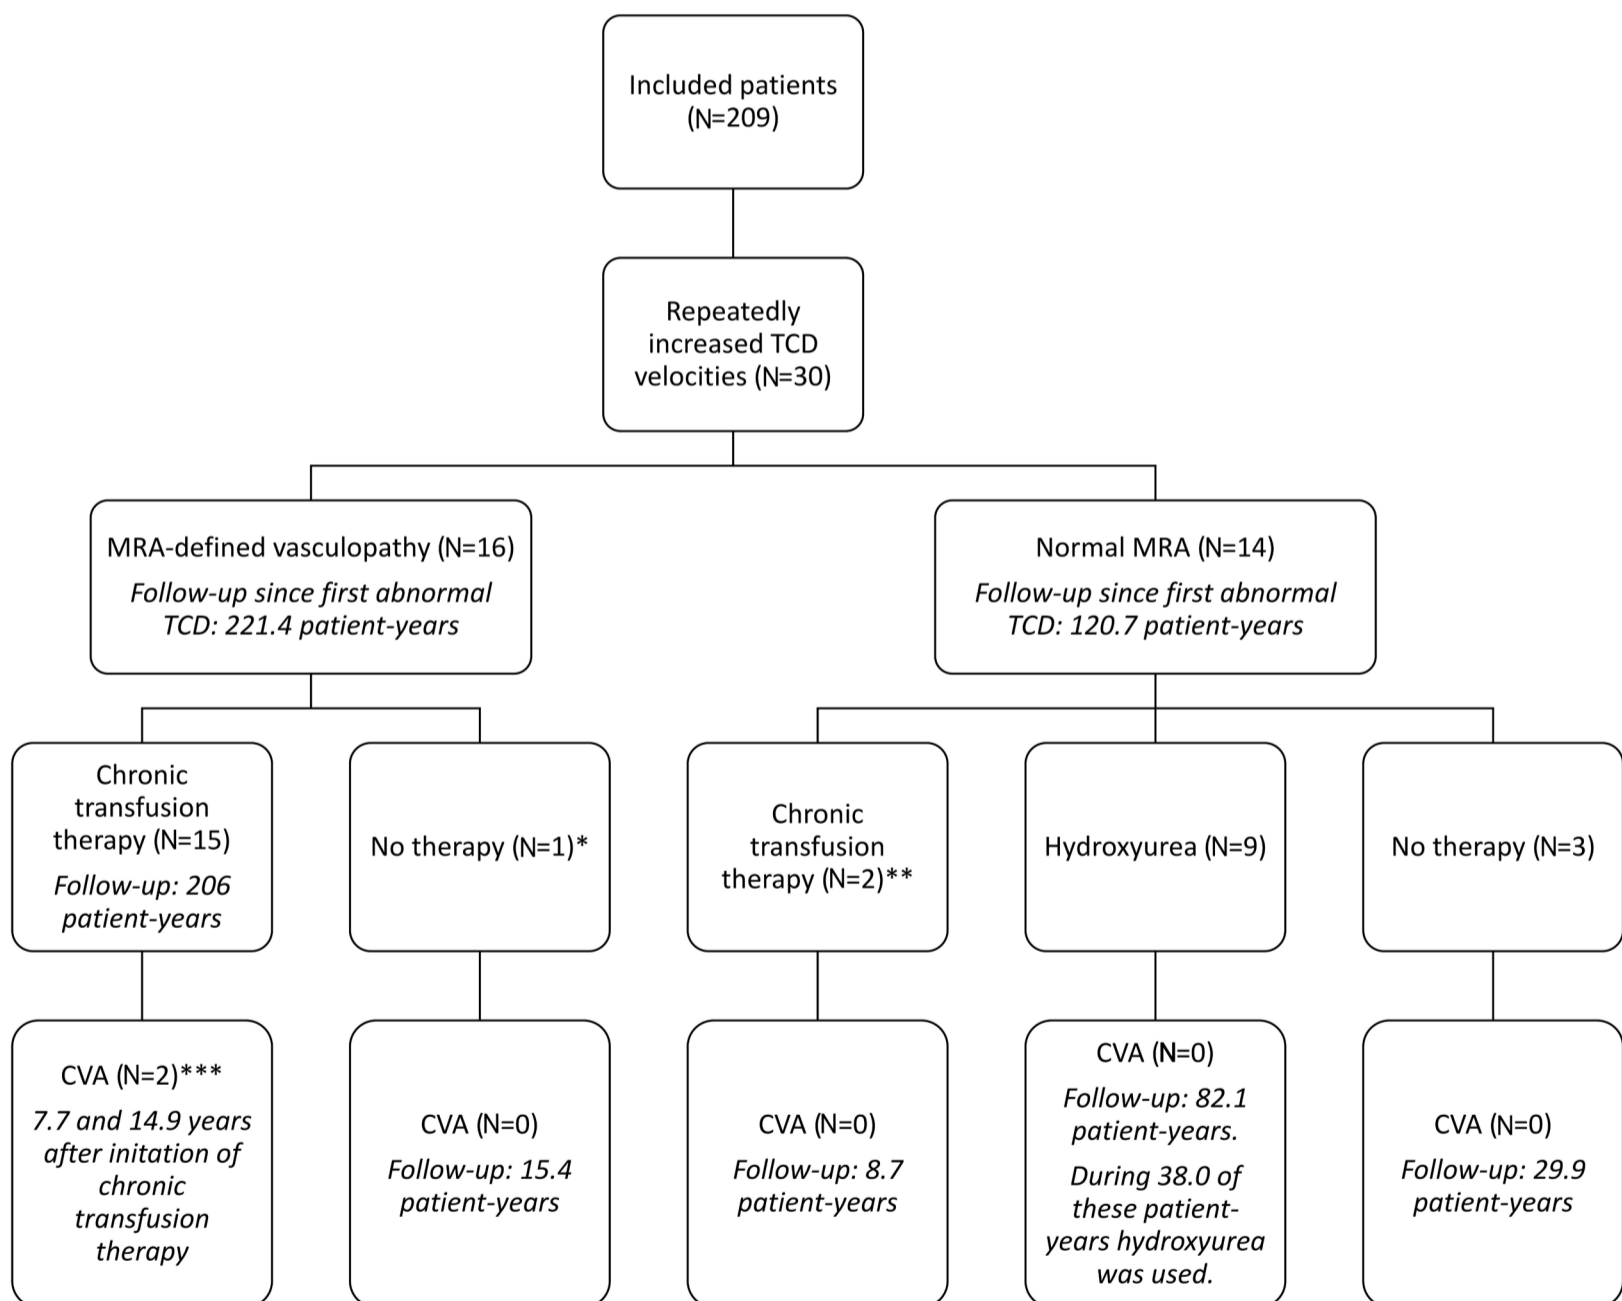 Included patients
(N=209)
Repeatedly
increased TCD
velocities (N=30)
MRA-defined vasculopathy (N=16)
Follow-up since first abnormal
TCD: 221.4 patient-years
Normal MRA (N=14)
Follow-up since first abnormal
TCD: 120.7 patient-years
Chronic
transfusion
therapy (N=15)
Follow-up: 206
patient-years
No therapy (N=1)*
Chronic
transfusion
therapy (N=2)**
Hydroxyurea (N=9)
No therapy (N=3)
CVA (N=2)***
7.7 and 14.9 years
after initation of
chronic
transfusion
therapy
CVA (N=0)
Follow-up: 15.4
patient-years
CVA (N=0)
Follow-up: 8.7
patient-years
CVA (N=0)
Follow-up: 82.1
patient-years.
During 38.0 of
these patient-
years hydroxyurea
was used.
CVA (N=0)
Follow-up: 29.9
patient-years